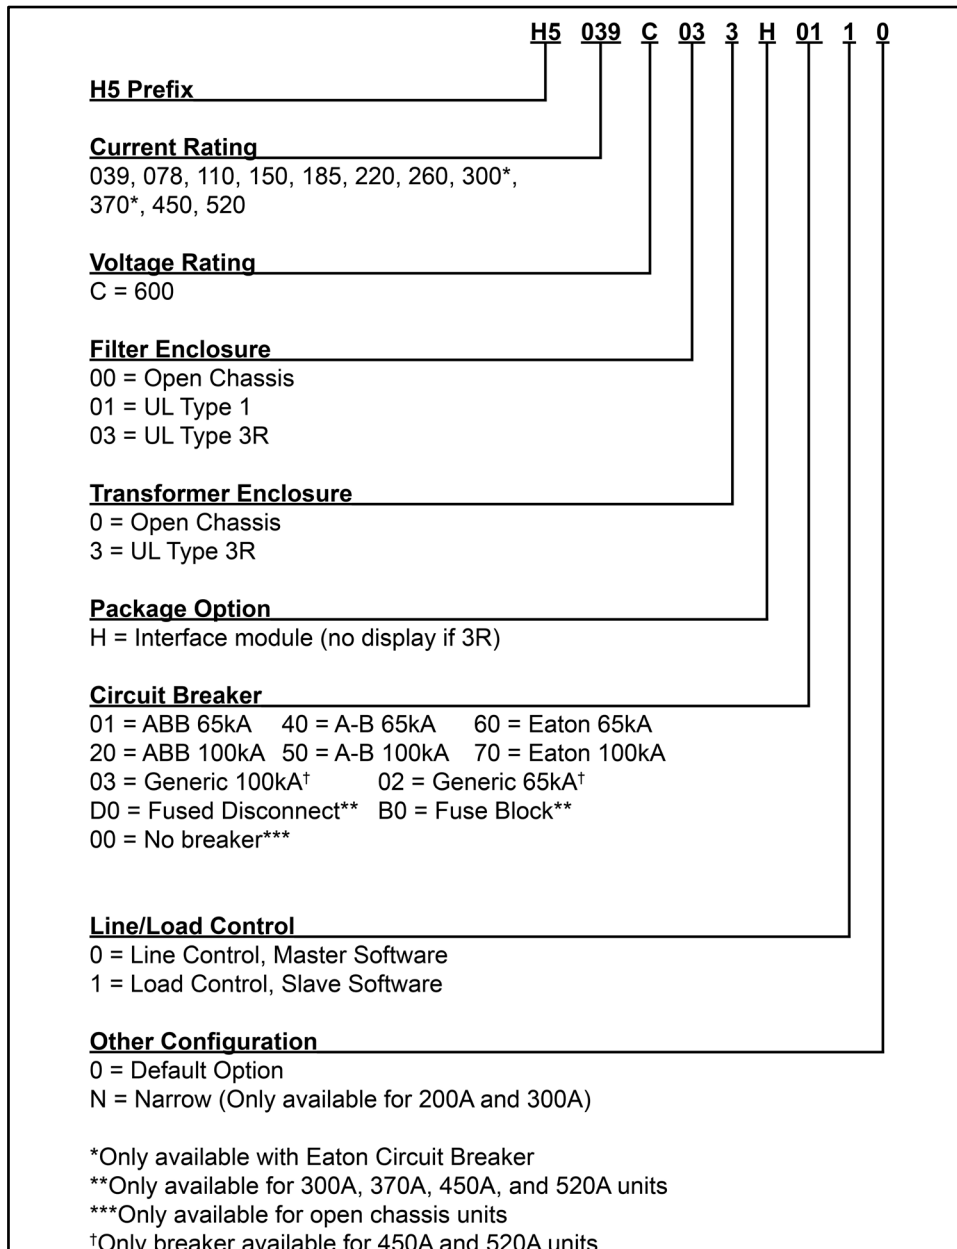 H5 039 C 03 3 H 01 1 0
H5 Prefix
Current Rating
039, 078, 110, 150, 185, 220, 260, 300*,
370*, 450, 520
Voltage Rating
C = 600
Filter Enclosure
00 = Open Chassis
01 = UL Type 1
03 = UL Type 3R
Transformer Enclosure
0 = Open Chassis
3 = UL Type 3R
Package Option
H = Interface module (no display if 3R)
Circuit Breaker
01 = ABB 65kA 40 = A-B 65kA 60 = Eaton 65kA
20 = ABB 100kA 50 = A-B 100kA 70 = Eaton 100kA
03 = Generic 100kA† 02 = Generic 65kA†
D0 = Fused Disconnect** B0 = Fuse Block**
00 = No breaker***
Line/Load Control
0 = Line Control, Master Software
1 = Load Control, Slave Software
Other Configuration
0 = Default Option
N = Narrow (Only available for 200A and 300A)
*Only available with Eaton Circuit Breaker
**Only available for 300A, 370A, 450A, and 520A units
***Only available for open chassis units
†Only breaker available for 450A and 520A units